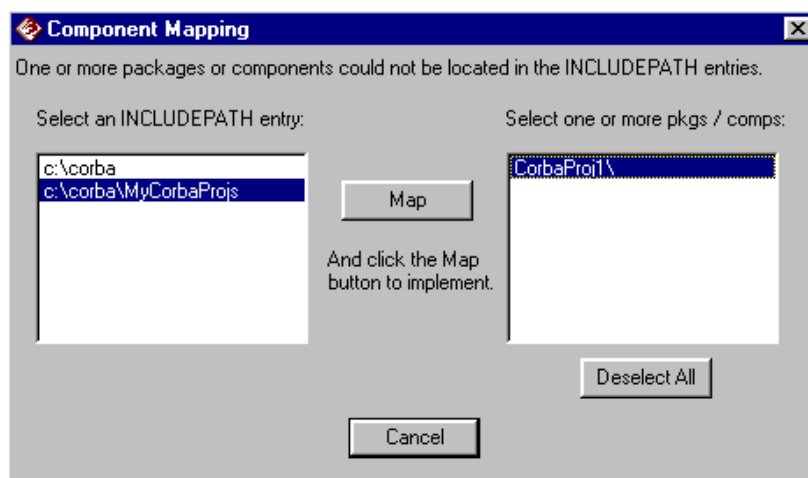 Component Mapping
One or more packages or components could not be located in the INCLUDEPATH entries.
Select an INCLUDEPATH entry:
Select one or more pkgs / comps:
c:\corba
c:\corba\MyCorbaProjs
CorbaProj1\
Map
And click the Map
button to implement.
Deselect All
Cancel